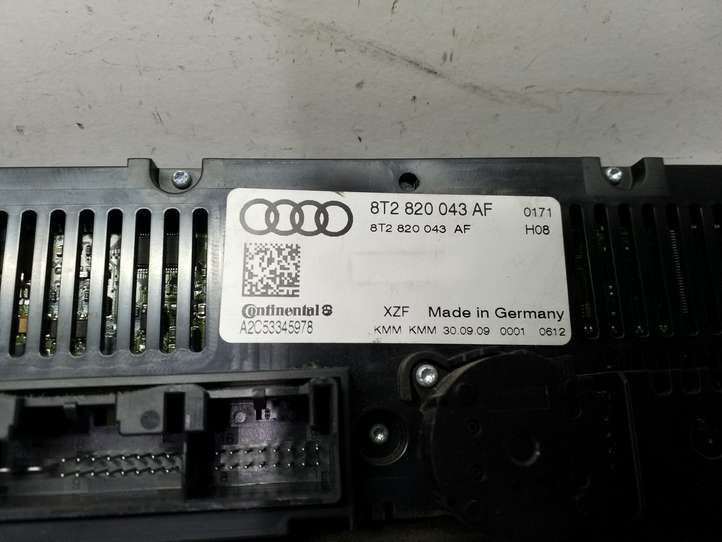 8T2 820 043 AF 0171
8T2 820 043 AF H08
Continental
XZF Made in Germany
A2C53345978
KMM KMM 30.09.09 0001 0612